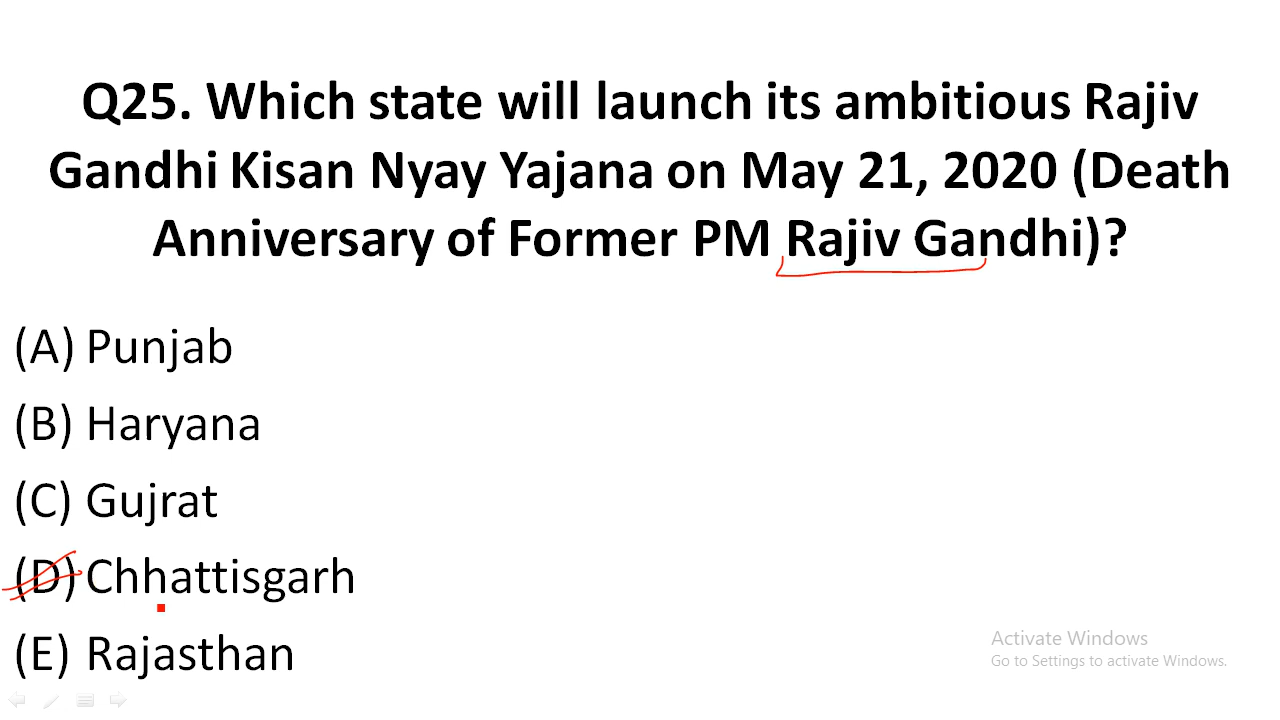 Q25. Which state will launch its ambitious Rajiv
Gandhi Kisan Nyay Yajana on May 21, 2020 (Death
Anniversary of Former PM Rajiv Gandhi)?
(A) Punjab
(B) Haryana
(C) Gujrat
(D) Chhattisgarh
(E) Rajasthan
Activate Windows
Go to Settings to activate Windows.